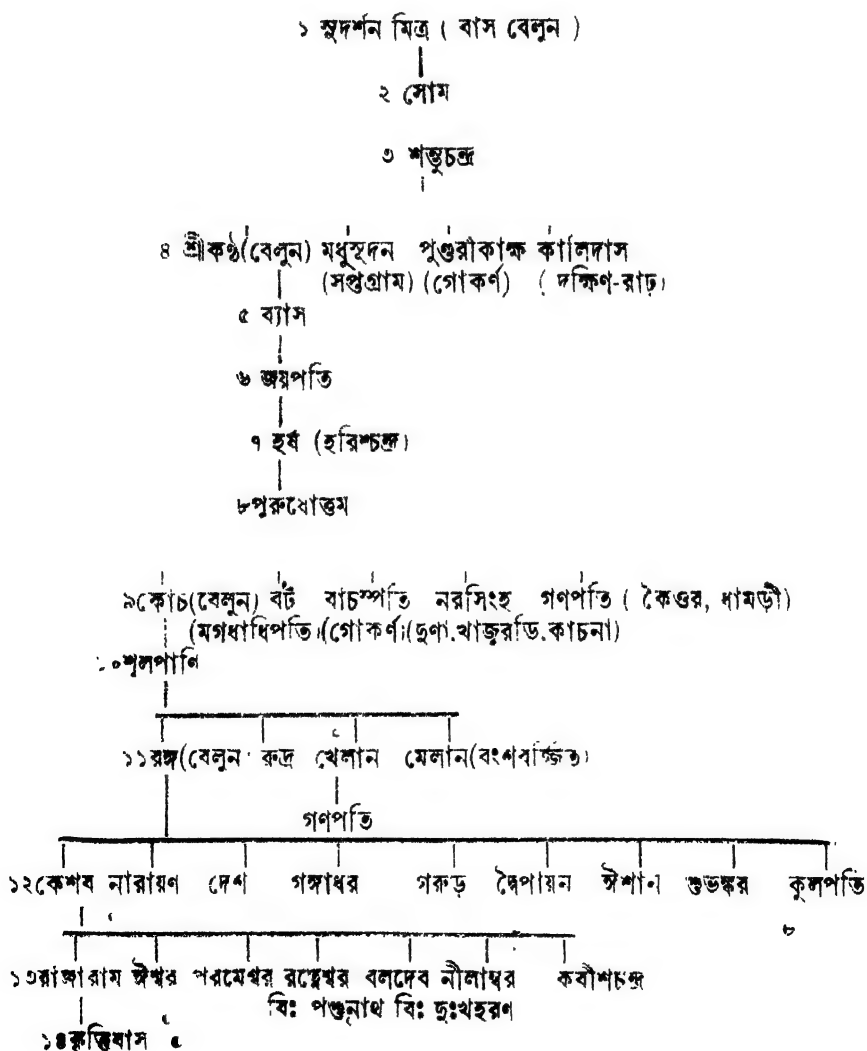 ১ সুদর্শন মিত্র ( বাস বেলুন )
২ সোম
৩ শম্ভুচন্দ্র
৪ শ্রীকণ্ঠ(বেলুন) মধুসূদন পুণ্ডরীকাক্ষ কালিদাস
(সপ্তগ্রাম) (গোকর্ণ) ( দক্ষিণ-রাঢ়)
৫ ব্যাস
৬ জয়পতি
৭ হর্ষ (হরিশ্চন্দ্র)
৮পুরুষোত্তম
৯কোচ(বেলুন) বট বাচস্পতি নরসিংহ গণপতি ( কৈওর, ধামড়ী)
(মগধাধিপতি)(গোকর্ণ)(দুণা.খাজুরডি.কাচনা)
১০শূলপাণি
১১রঙ্গ(বেলুন) রুদ্র খেলান মেলান(বংশবর্জ্জিত)
গণপতি
১২কেশব নারায়ণ দেশ গঙ্গাধর গরুড় দ্বৈপায়ন ঈশান শুভঙ্কর কুলপতি
৮
১৩রাজারাম ঈশ্বর পরমেশ্বর রত্নেশ্বর বলদেব নীলাম্বর কবীশচন্দ্র
বিঃ পশুনাথ বিঃ দুঃখহরণ
১৪কৃত্তিবাস